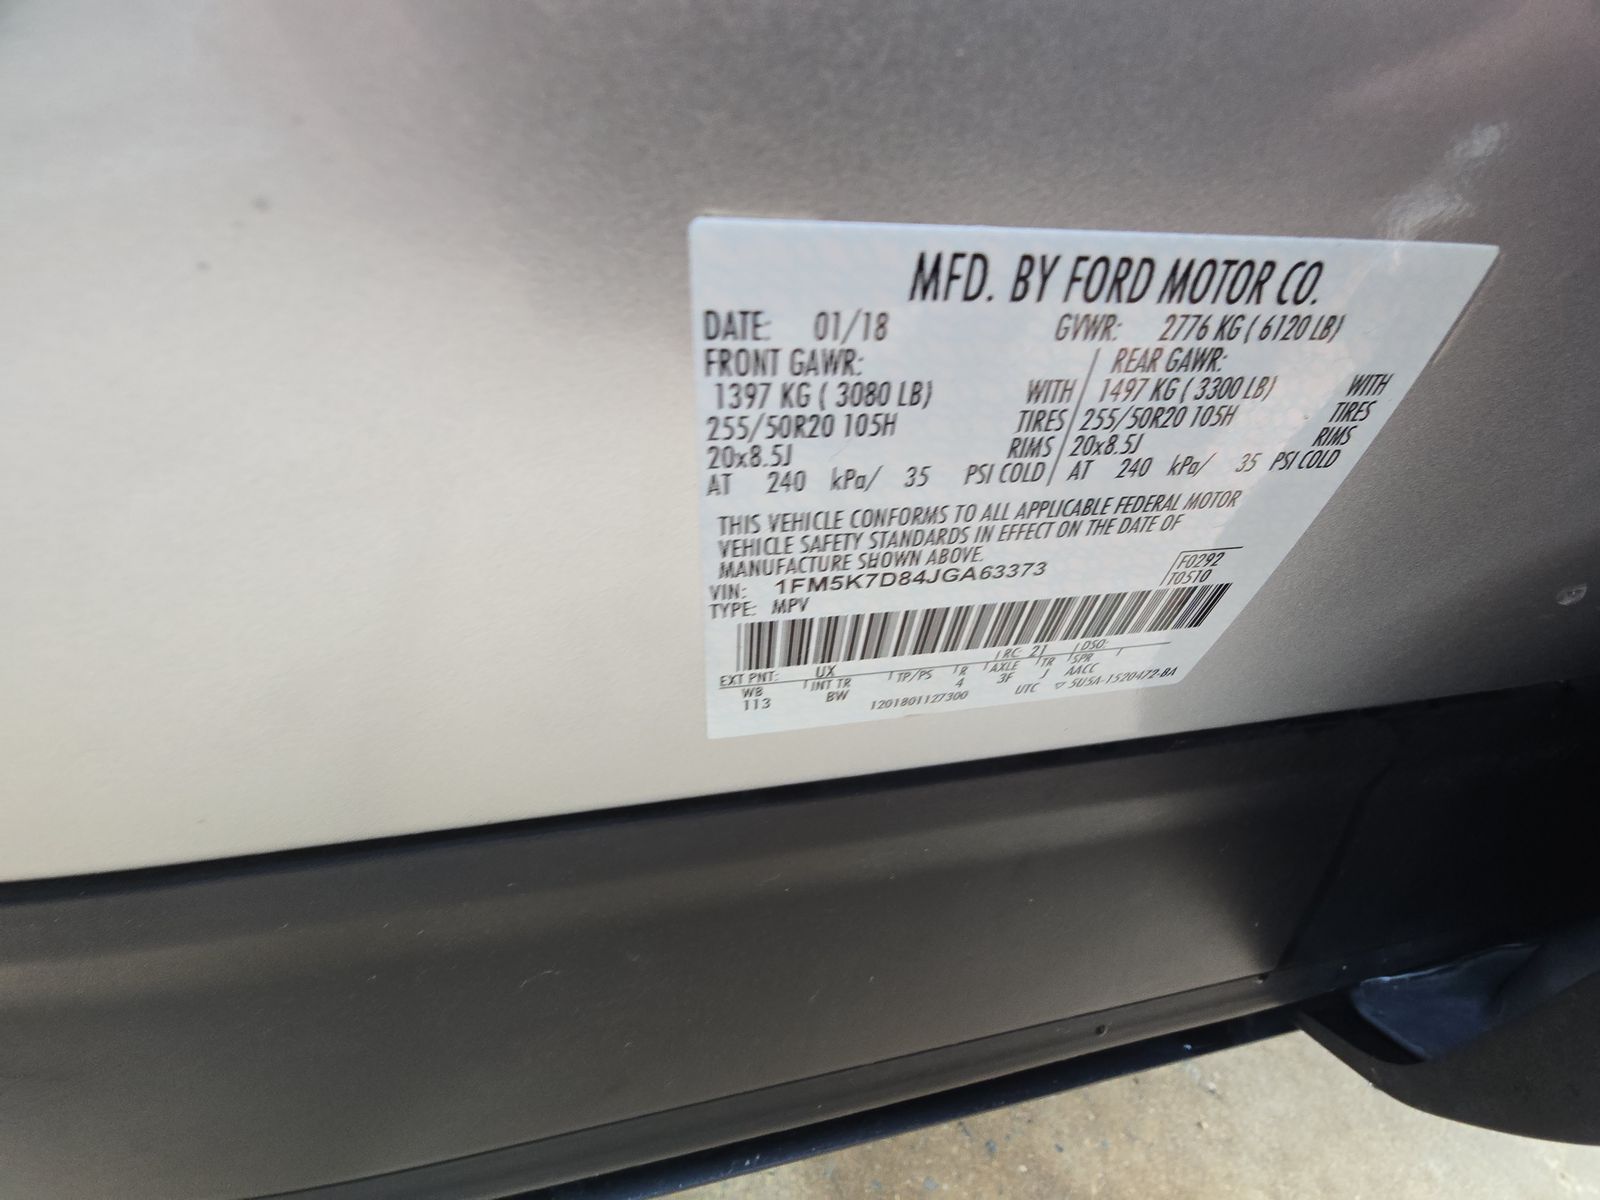 MFD. BY FORD MOTOR CO.
DATE: 01/18 GVWR: 2776 KG ( 6120 LB)
FRONT GAWR: / REAR GAWR:
1397 KG ( 3080 LB) WITH / 1497 KG ( 3300 LB) WITH
255/50R20 105H TIRES / 255/50R20 105H TIRES
20x8.5J RIMS / 20x8.5J RIMS
AT 240 kPa/ 35 PSI COLD / AT 240 kPa/ 35 PSI COLD
THIS VEHICLE CONFORMS TO ALL APPLICABLE FEDERAL MOTOR
VEHICLE SAFETY STANDARDS IN EFFECT ON THE DATE OF
MANUFACTURE SHOWN ABOVE.
VIN: 1FM5K7D84JGA63373 F0292
TYPE: MPV T0510
EXT PNT: UX RC: 21 DSO:
WB INT TR TP/PS R AXLE TR SPR
113 BW 4 3F J AACC
1201801127300 UTC ▽ 5U5A-1520472-BA